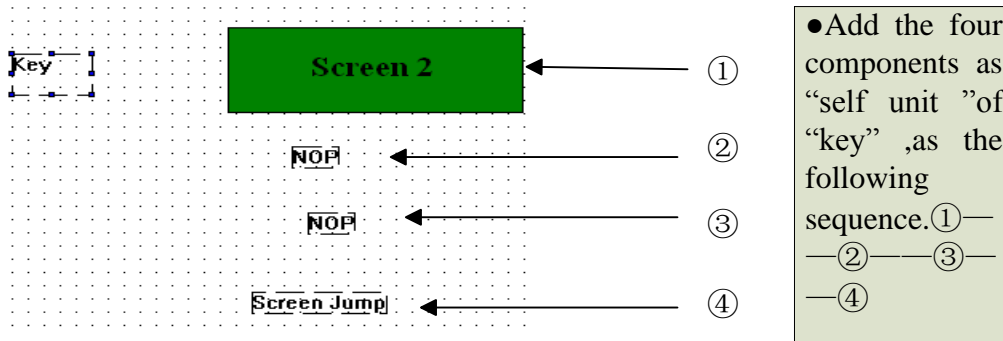 Key
Screen 2
①
NOP
②
NOP
③
Screen Jump
④
●Add the four
components as
“self unit ”of
“key” ,as the
following
sequence.①—
—②——③—
—④